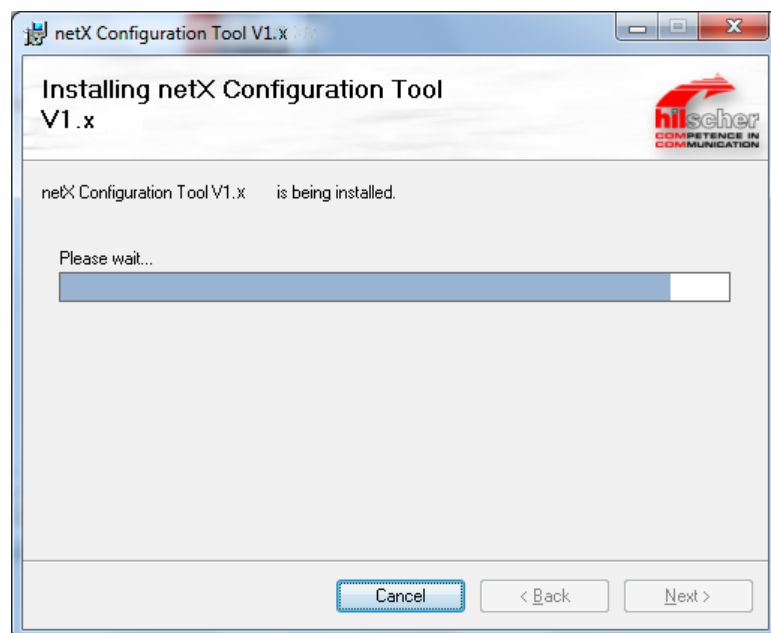 netX Configuration Tool V1.x
Installing netX Configuration Tool
V1.x
hilscher
COMPETENCE IN
COMMUNICATION
netX Configuration Tool V1.x is being installed.
Please wait...
Cancel
< Back
Next >